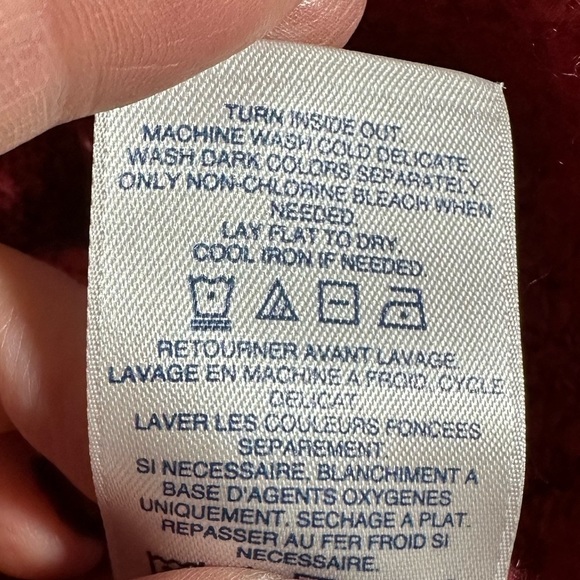 TURN INSIDE OUT.
MACHINE WASH COLD DELICATE.
WASH DARK COLORS SEPARATELY.
ONLY NON-CHLORINE BLEACH WHEN
NEEDED.
LAY FLAT TO DRY.
COOL IRON IF NEEDED
RETOURNER AVANT LAVAGE.
LAVAGE EN MACHINE A FROID, CYCLE
DELICAT.
LAVER LES COULEURS FONCEES
SEPAREMENT.
SI NECESSAIRE, BLANCHIMENT A
BASE D'AGENTS OXYGENES
UNIQUEMENT, SECHAGE A PLAT.
REPASSER AU FER FROID SI
NECESSAIRE.